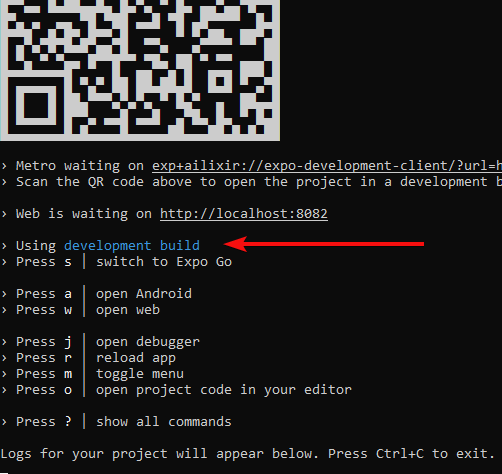 › Metro waiting on exp+ailixir://expo-development-client/?url=h
› Scan the QR code above to open the project in a development b
› Web is waiting on http://localhost:8082
› Using development build
› Press s │ switch to Expo Go
› Press a │ open Android
› Press w │ open web
› Press j │ open debugger
› Press r │ reload app
› Press m │ toggle menu
› Press o │ open project code in your editor
› Press ? │ show all commands
Logs for your project will appear below. Press Ctrl+C to exit.